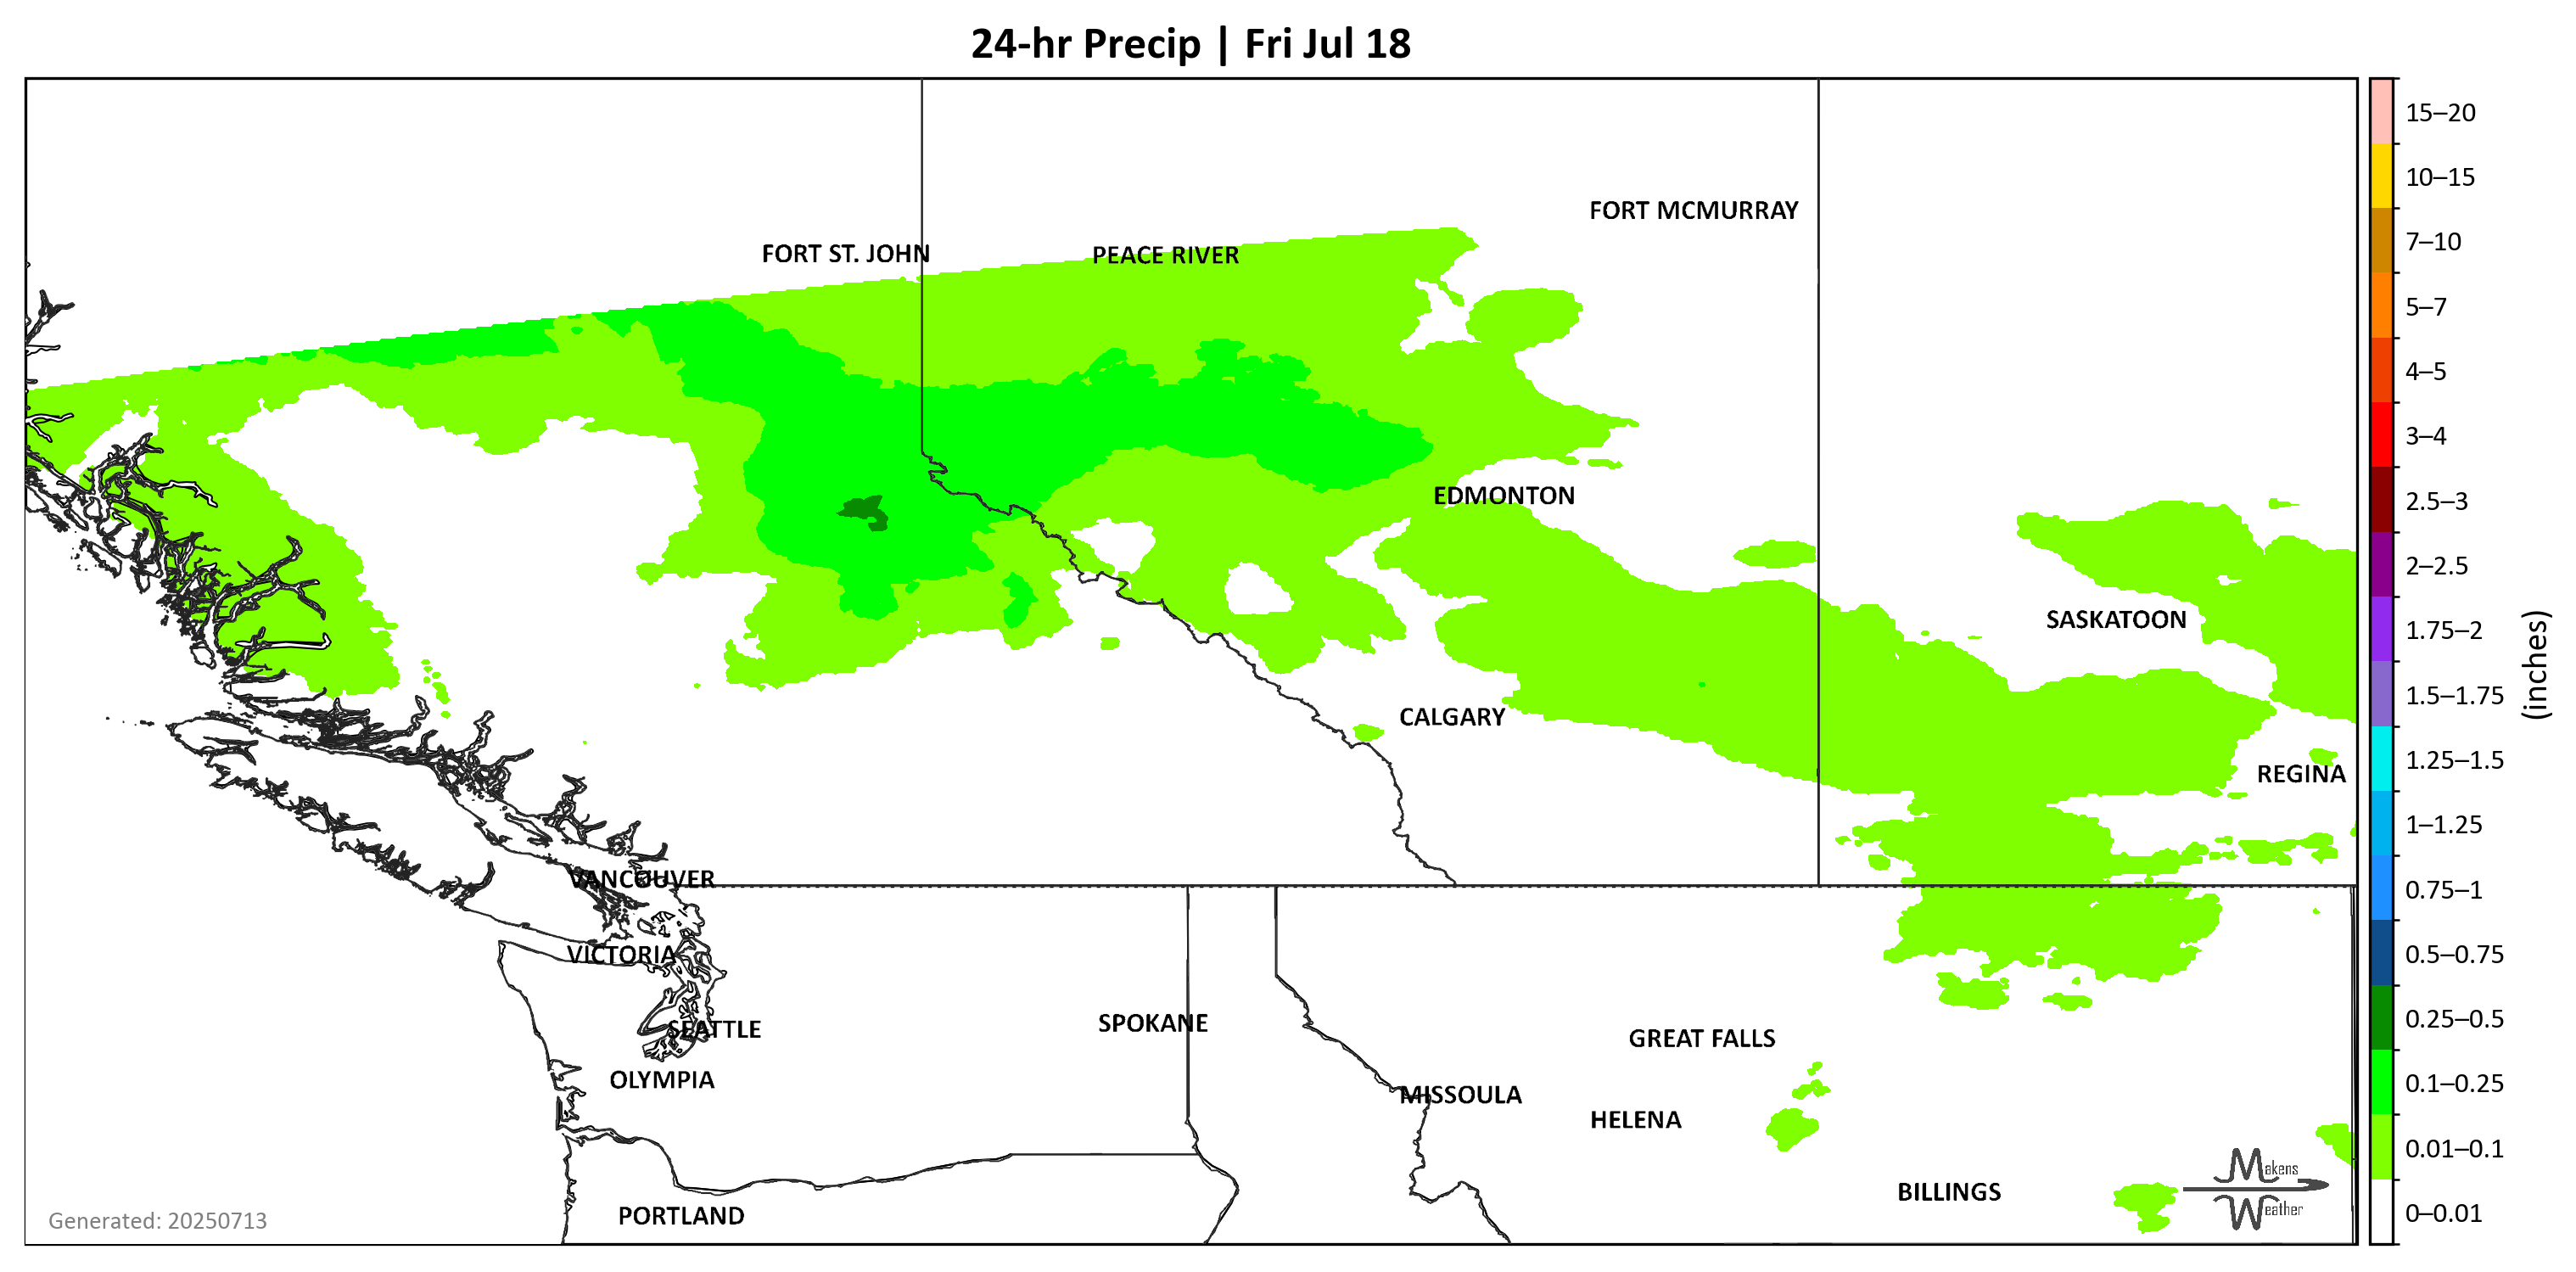 24-hr Precip | Fri Jul 18
15–20
10–15
FORT MCMURRAY
7–10
FORT ST. JOHN
PEACE RIVER
5–7
4–5
3–4
EDMONTON
2.5–3
2–2.5
SASKATOON
1.75–2
(inches)
1.5–1.75
CALGARY
1.25–1.5
REGINA
1–1.25
VANCOUVER
0.75–1
VICTORIA
0.5–0.75
SPOKANE
0.25–0.5
SEATTLE
GREAT FALLS
OLYMPIA
0.1–0.25
MISSOULA
HELENA
0.01–0.1
Makens
Weather
BILLINGS
PORTLAND
0–0.01
Generated: 20250713